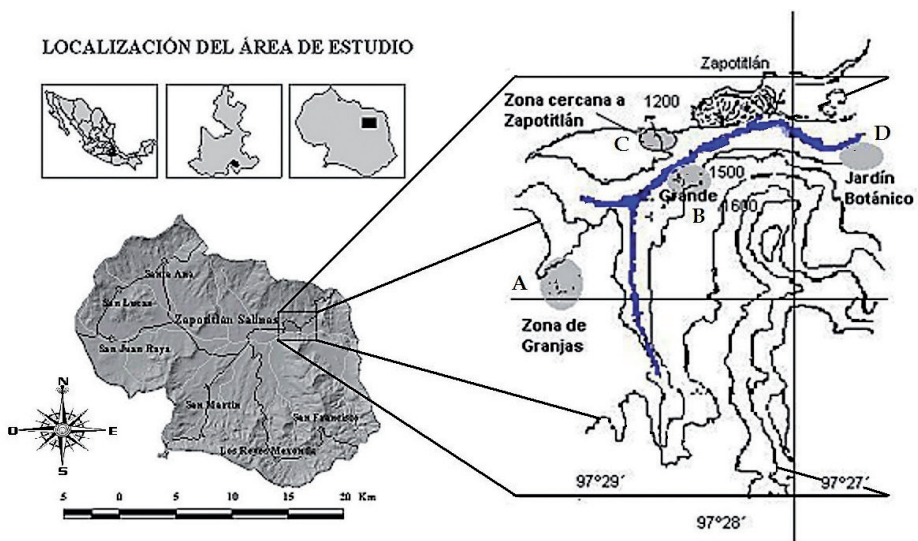 LOCALIZACIÓN DEL ÁREA DE ESTUDIO
Santa Ana
San Lucas
Zapotitlán Salinas
San Juan Raya
San Martín
San Francisco
Los Reyes Metzontla
N
O
E
S
5 0 5 10 15 20 Km
Zapotitlán
Zona cercana a
Zapotitlán
1200
C
D
1500
Grande
Jardín
Botánico
B
1600
A
Zona de
Granjas
97°29´
97°27´
97°28´